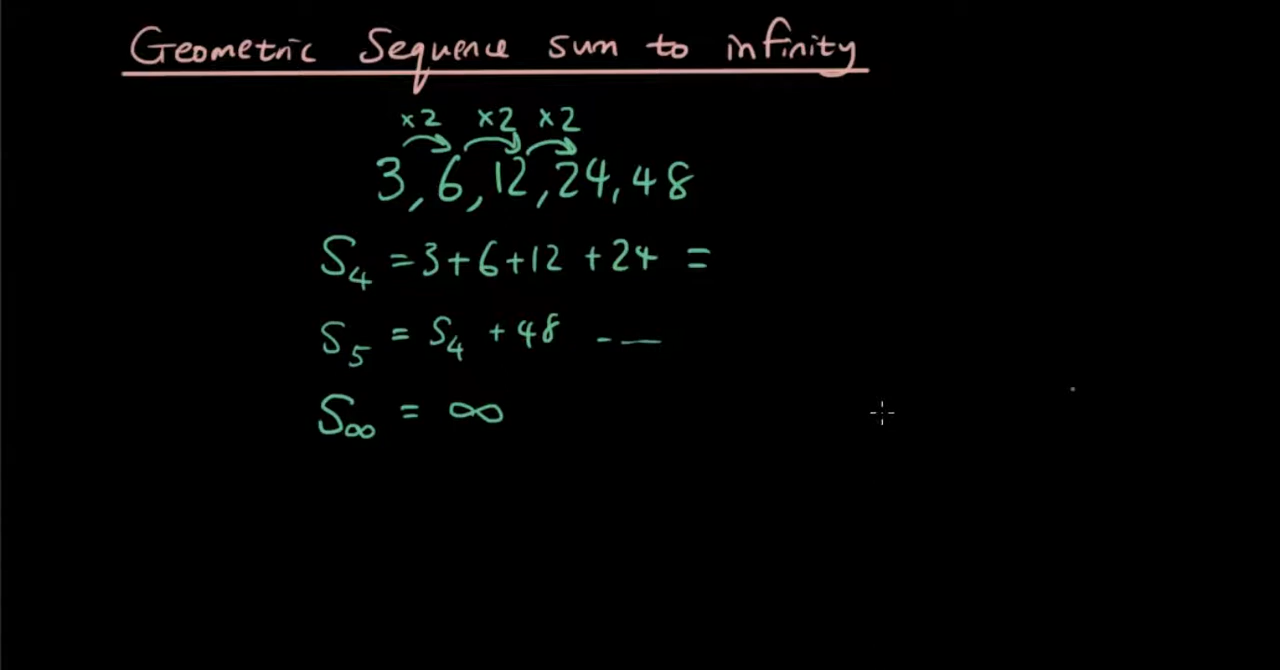 Geometric Sequence sum to infinity
×2 ×2 ×2
3, 6, 12, 24, 48
S₄ = 3 + 6 + 12 + 24 =
S₅ = S₄ + 48 - —
S∞ = ∞